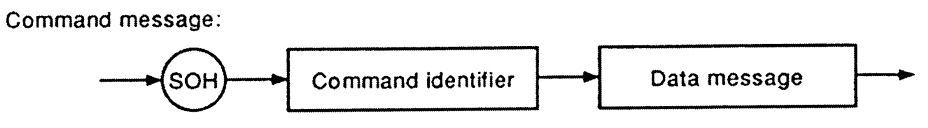 Command message:
SOH Command identifier Data message